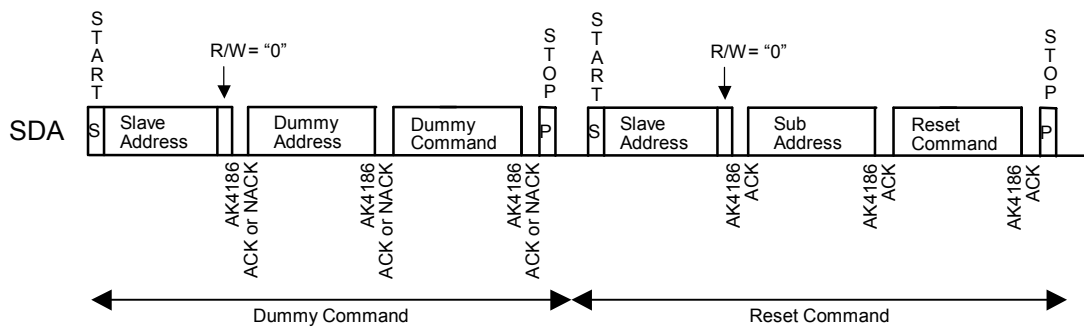 START
R/W= “0”
STOP
START
R/W= “0”
STOP
SDA
S
Slave
Address
Dummy
Address
Dummy
Command
P
S
Slave
Address
Sub
Address
Reset
Command
P
AK4186
ACK or NACK
AK4186
ACK or NACK
AK4186
ACK or NACK
AK4186
ACK
AK4186
ACK
AK4186
ACK
Dummy Command
Reset Command